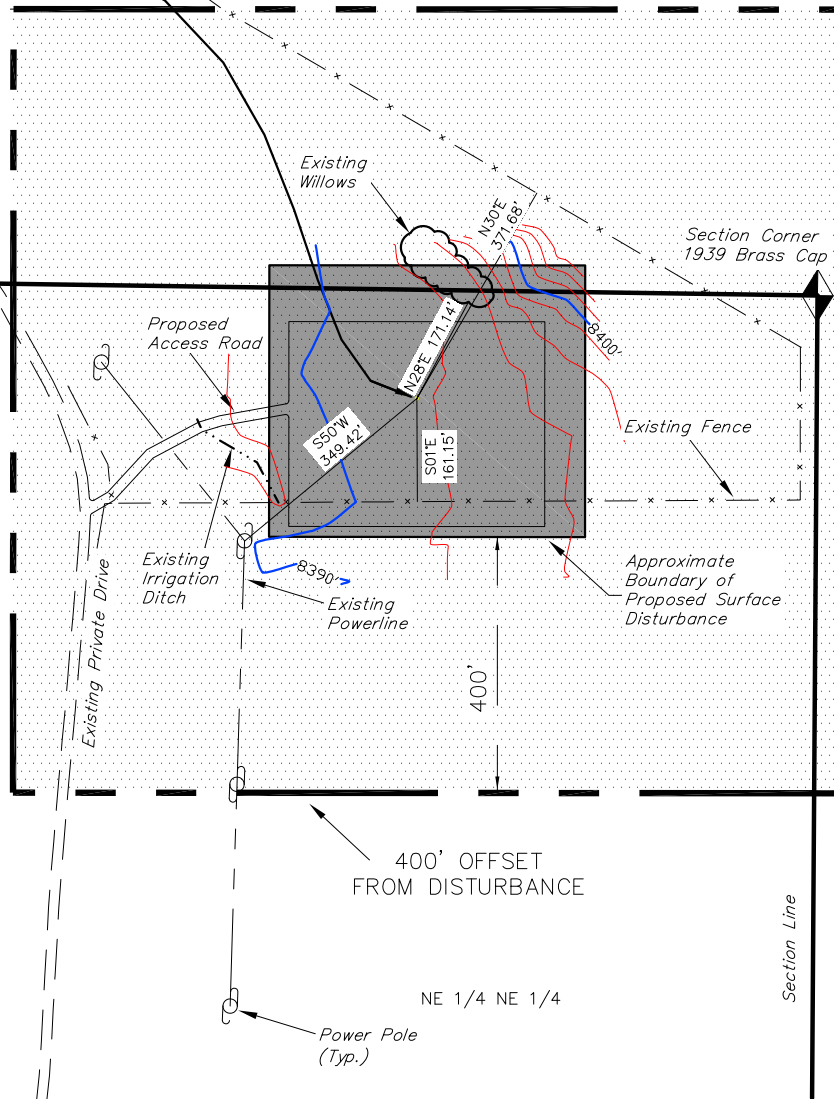 Existing
Willows
N30°E
371.68'
Section Corner
1939 Brass Cap
Proposed
Access Road
N28°E 171.14'
8400'
S50°W
349.42'
S01°E
161.15'
Existing Fence
Existing
Irrigation
Ditch
8390'
Existing
Powerline
Approximate
Boundary of
Proposed Surface
Disturbance
Existing Private Drive
400'
400' OFFSET
FROM DISTURBANCE
Section Line
NE 1/4 NE 1/4
Power Pole
(Typ.)